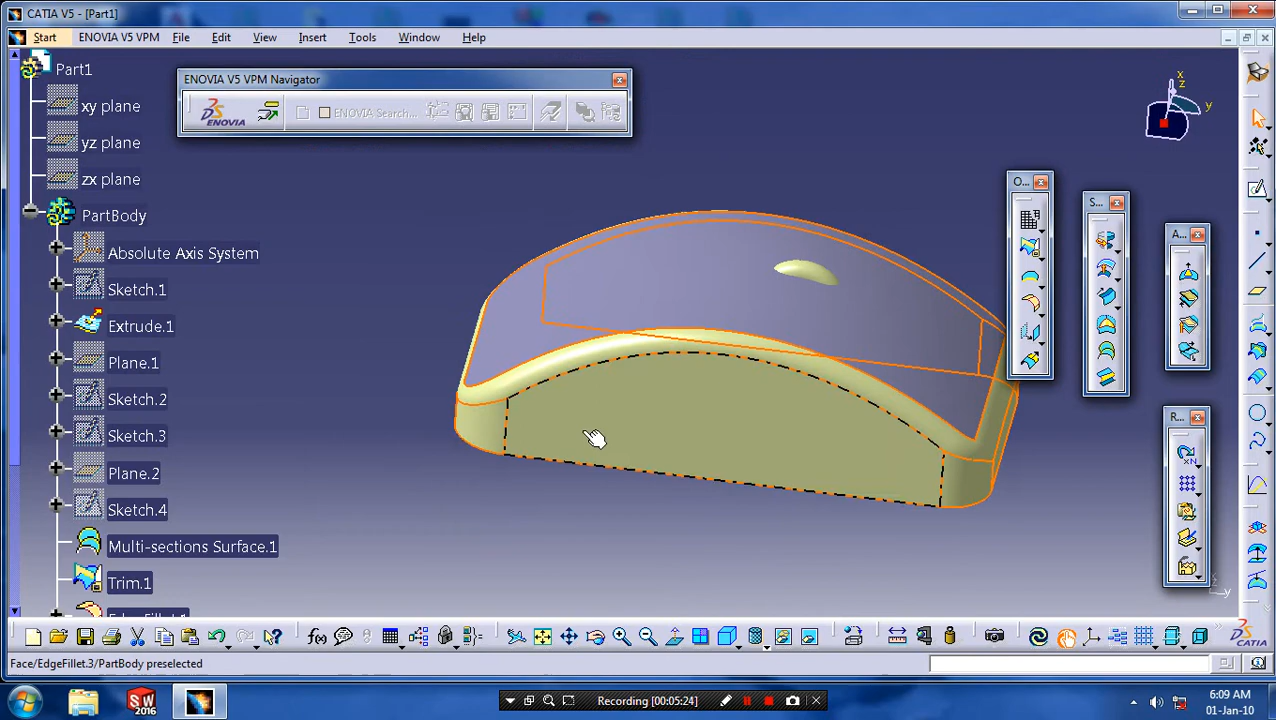 CATIA V5 - [Part1]
Start ENOVIA V5 VPM File Edit View Insert Tools Window Help
ENOVIA V5 VPM Navigator
ENOVIA
ENOVIA Search...
Part1
xy plane
yz plane
zx plane
PartBody
Absolute Axis System
Sketch.1
Extrude.1
Plane.1
Sketch.2
Sketch.3
Plane.2
Sketch.4
Multi-sections Surface.1
Trim.1
x
z
y
O...
S...
A...
R...
f(x)
CATIA
Face/EdgeFillet.3/PartBody preselected
SW
2016
Recording [00:05:24]
6:09 AM
01-Jan-10